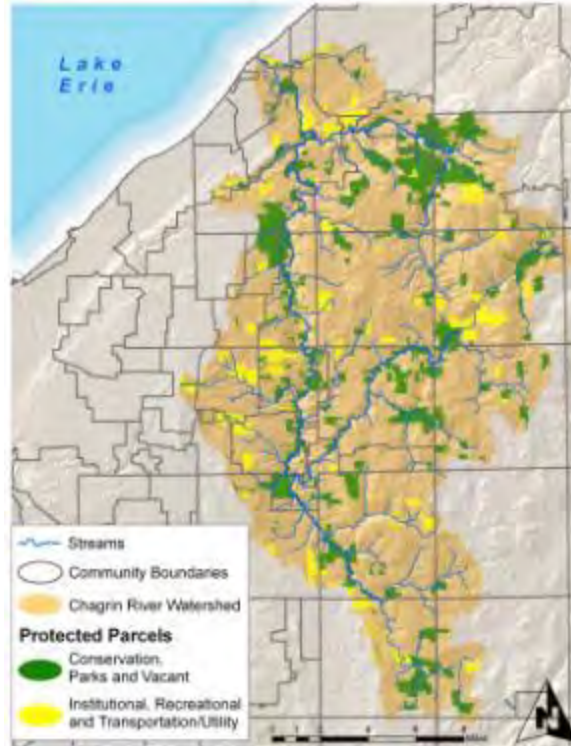 Lake
Erie
Streams
Community Boundaries
Chagrin River Watershed
Protected Parcels
Conservation,
Parks and Vacant
Institutional, Recreational
and Transportation/Utility
N